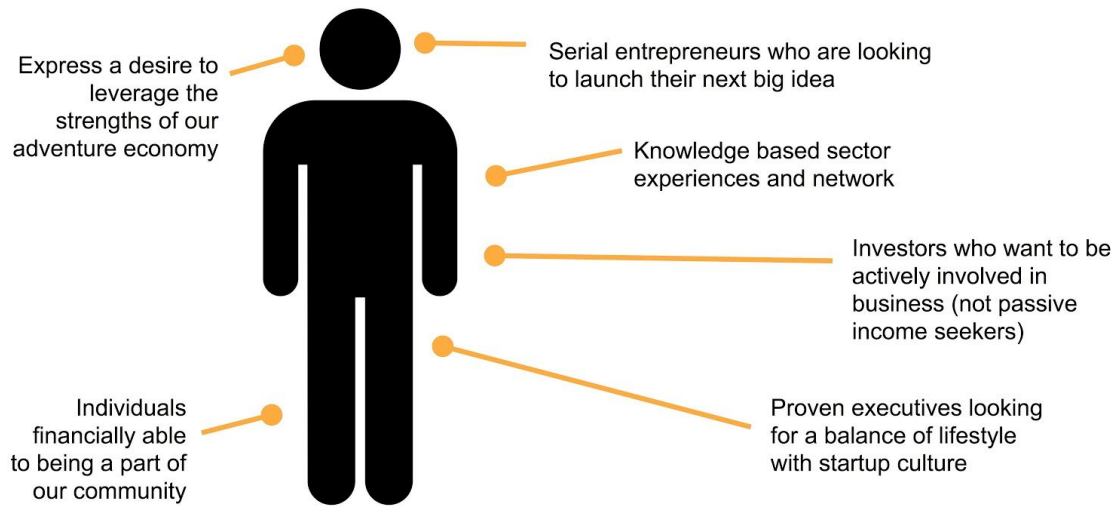 Express a desire to
leverage the
strengths of our
adventure economy
Serial entrepreneurs who are looking
to launch their next big idea
Knowledge based sector
experiences and network
Investors who want to be
actively involved in
business (not passive
income seekers)
Individuals
financially able
to being a part of
our community
Proven executives looking
for a balance of lifestyle
with startup culture